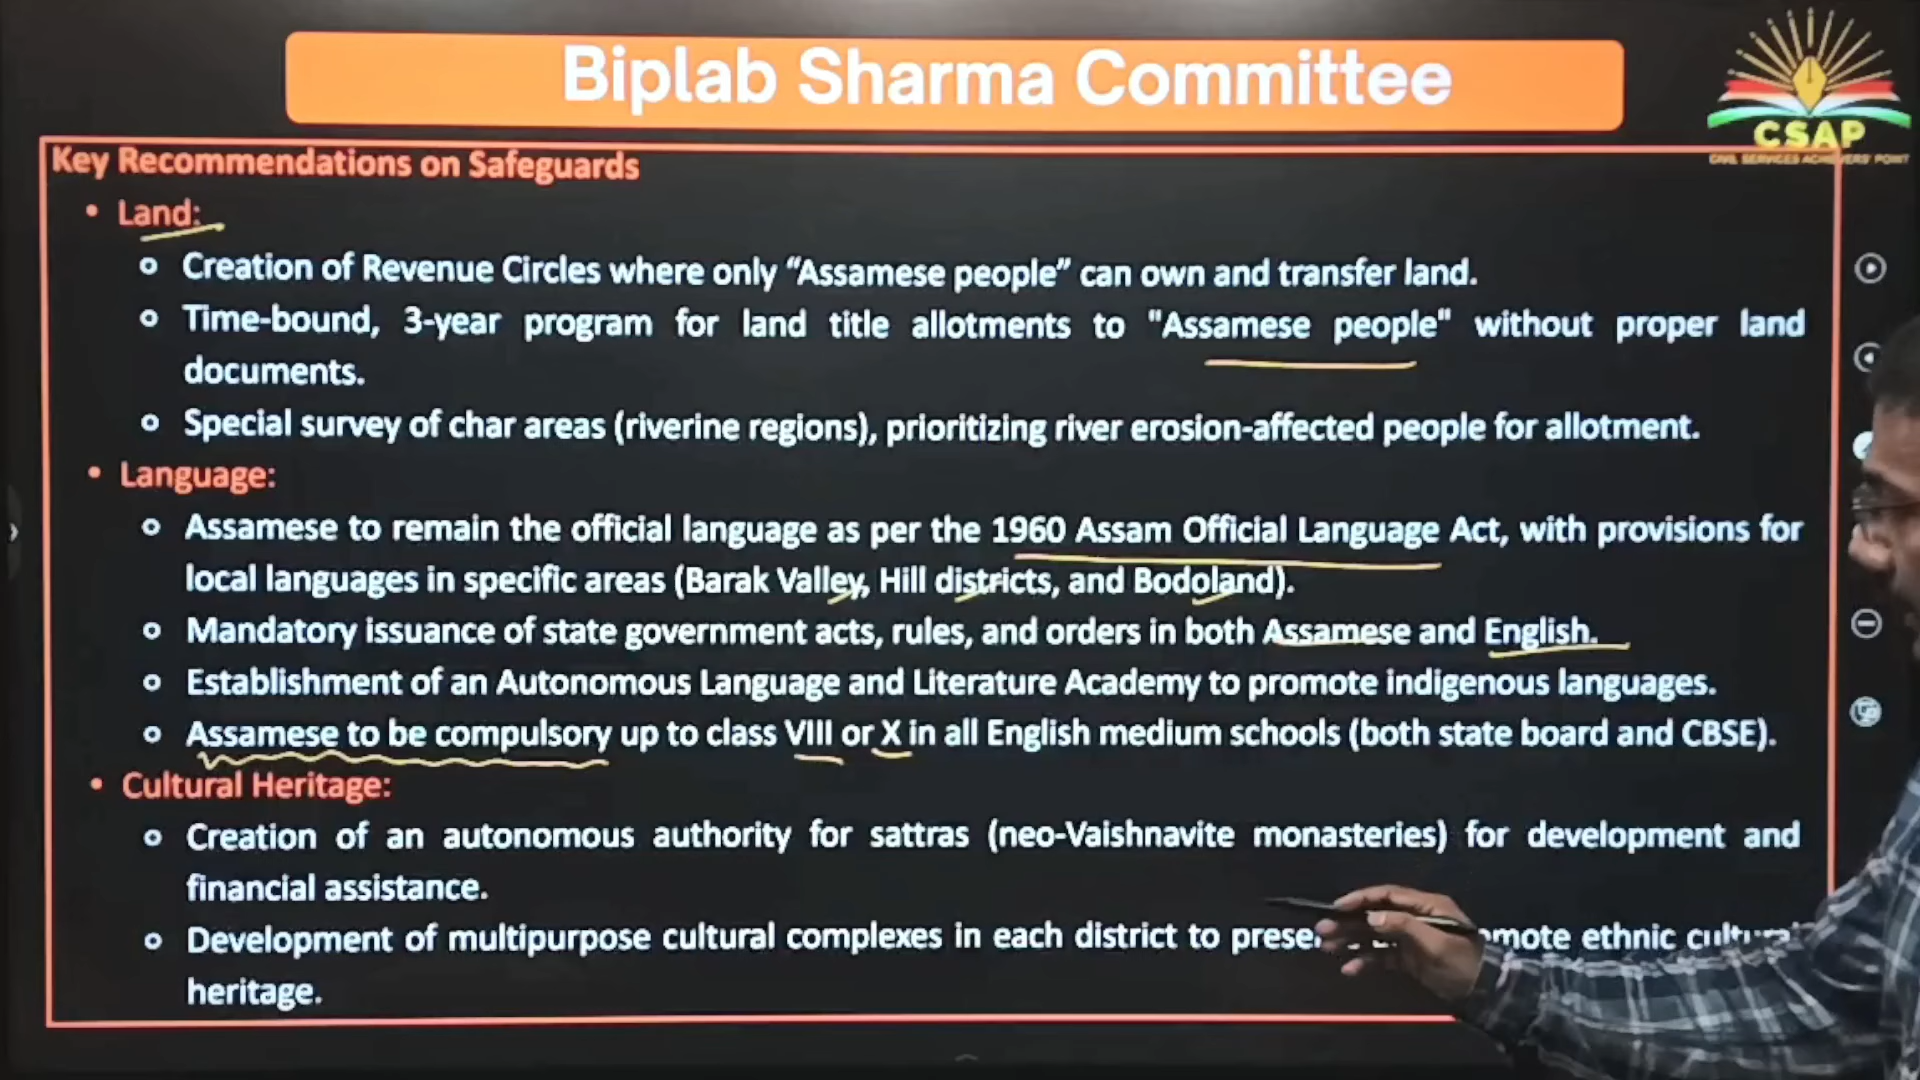 Biplab Sharma Committee
CSAP
CIVIL SERVICES ACHIEVERS' POINT
Key Recommendations on Safeguards
• Land:
Creation of Revenue Circles where only “Assamese people” can own and transfer land.
Time-bound, 3-year program for land title allotments to "Assamese people" without proper land
documents.
Special survey of char areas (riverine regions), prioritizing river erosion-affected people for allotment.
• Language:
Assamese to remain the official language as per the 1960 Assam Official Language Act, with provisions for
local languages in specific areas (Barak Valley, Hill districts, and Bodoland).
Mandatory issuance of state government acts, rules, and orders in both Assamese and English.
Establishment of an Autonomous Language and Literature Academy to promote indigenous languages.
Assamese to be compulsory up to class VIII or X in all English medium schools (both state board and CBSE).
• Cultural Heritage:
Creation of an autonomous authority for sattras (neo-Vaishnavite monasteries) for development and
financial assistance.
Development of multipurpose cultural complexes in each district to ethnic cultural
heritage.